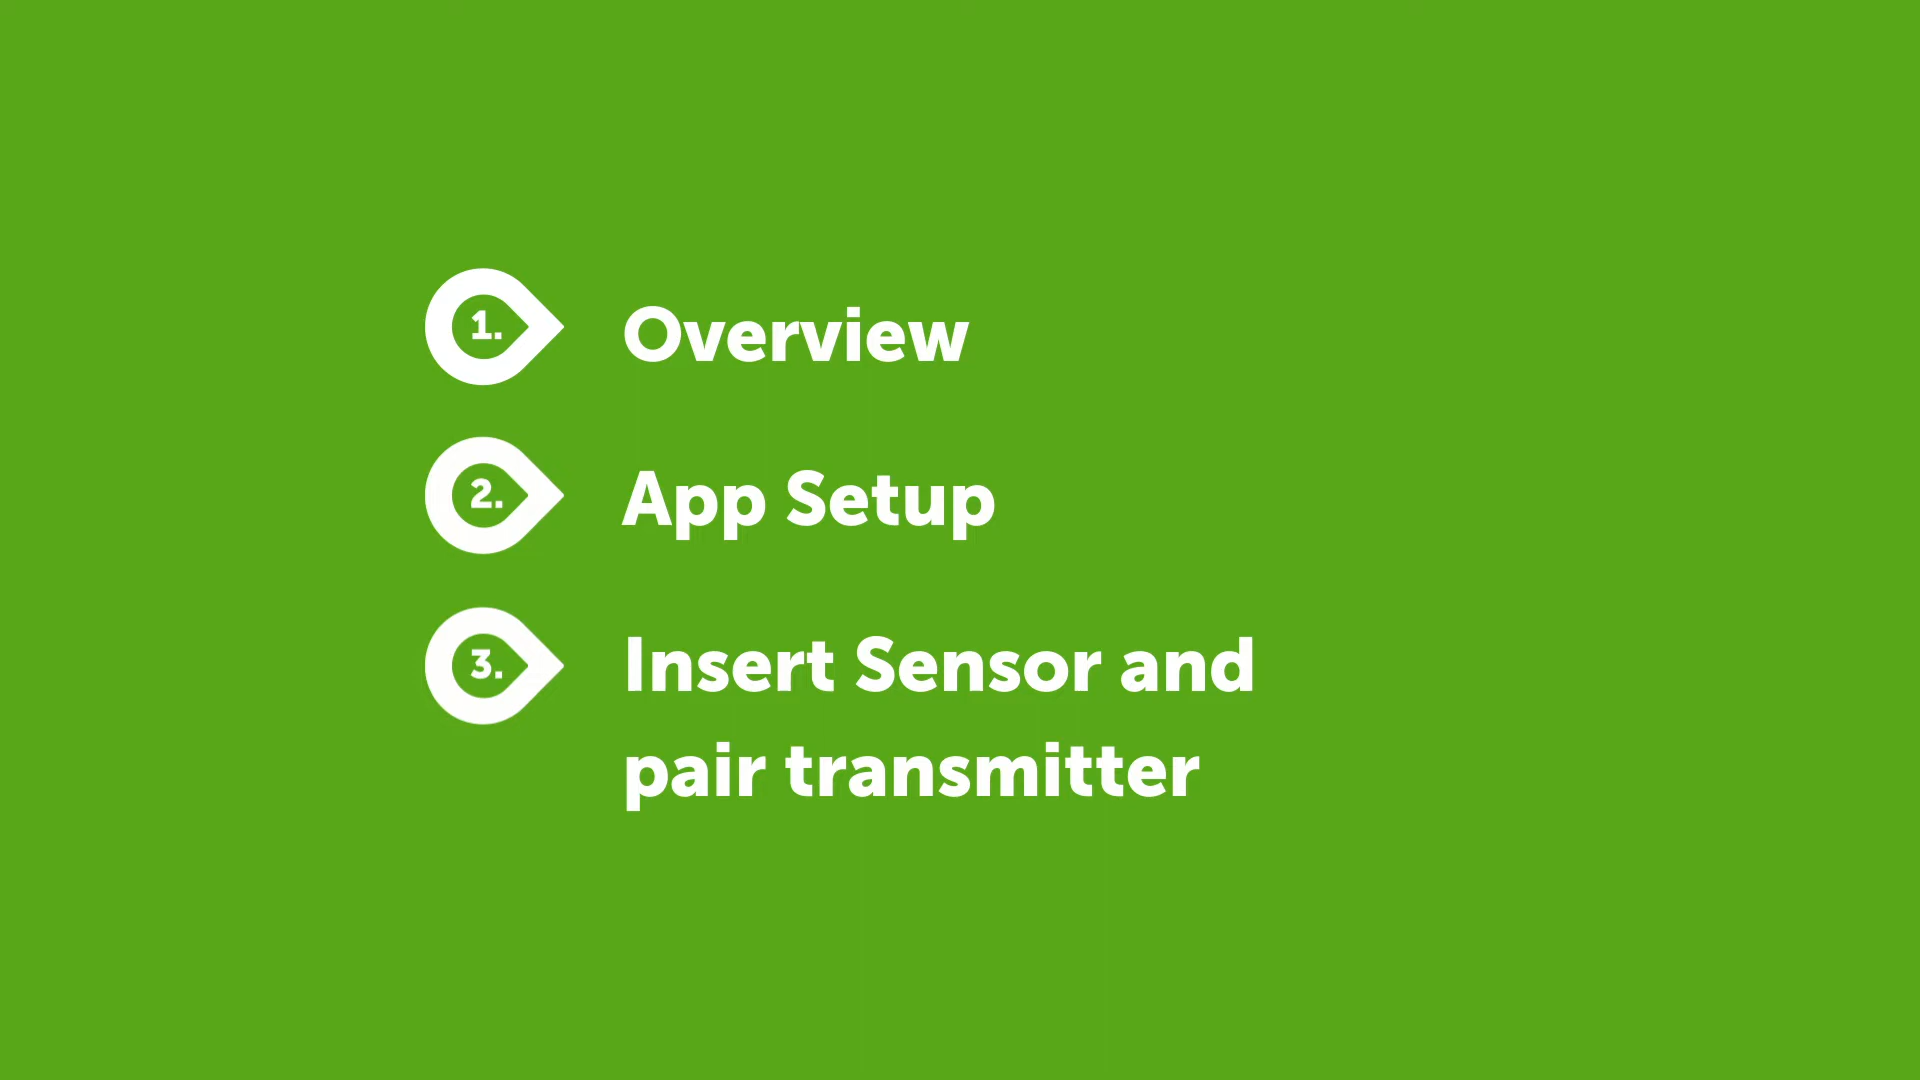 1. Overview
2. App Setup
3. Insert Sensor and
pair transmitter